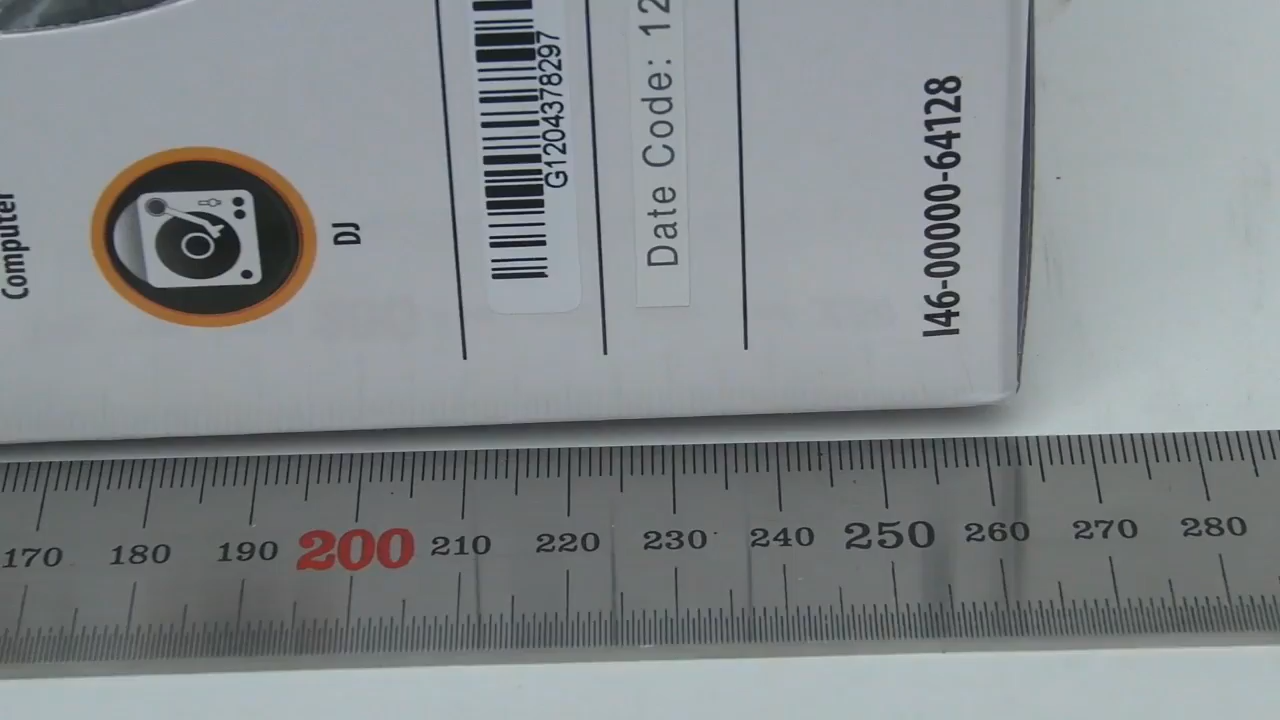 Computer
DJ
G1204378297
Date Code: 12
I46-00000-64128
170 180 190 200 210 220 230 240 250 260 270 280